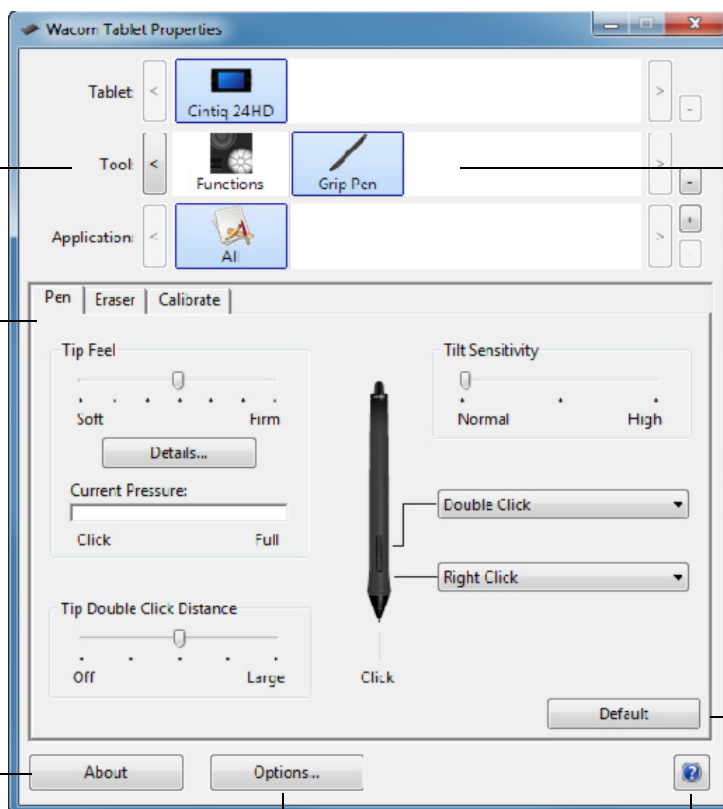 Wacom Tablet Properties
Tablet:
Cintiq 24HD
Tool:
Functions
Grip Pen
Application:
All
Pen
Eraser
Calibrate
Tip Feel
Soft
Firm
Details...
Current Pressure:
Click
Full
Tip Double Click Distance
Off
Large
Tilt Sensitivity
Normal
High
Double Click
Right Click
Click
Default
About
Options...